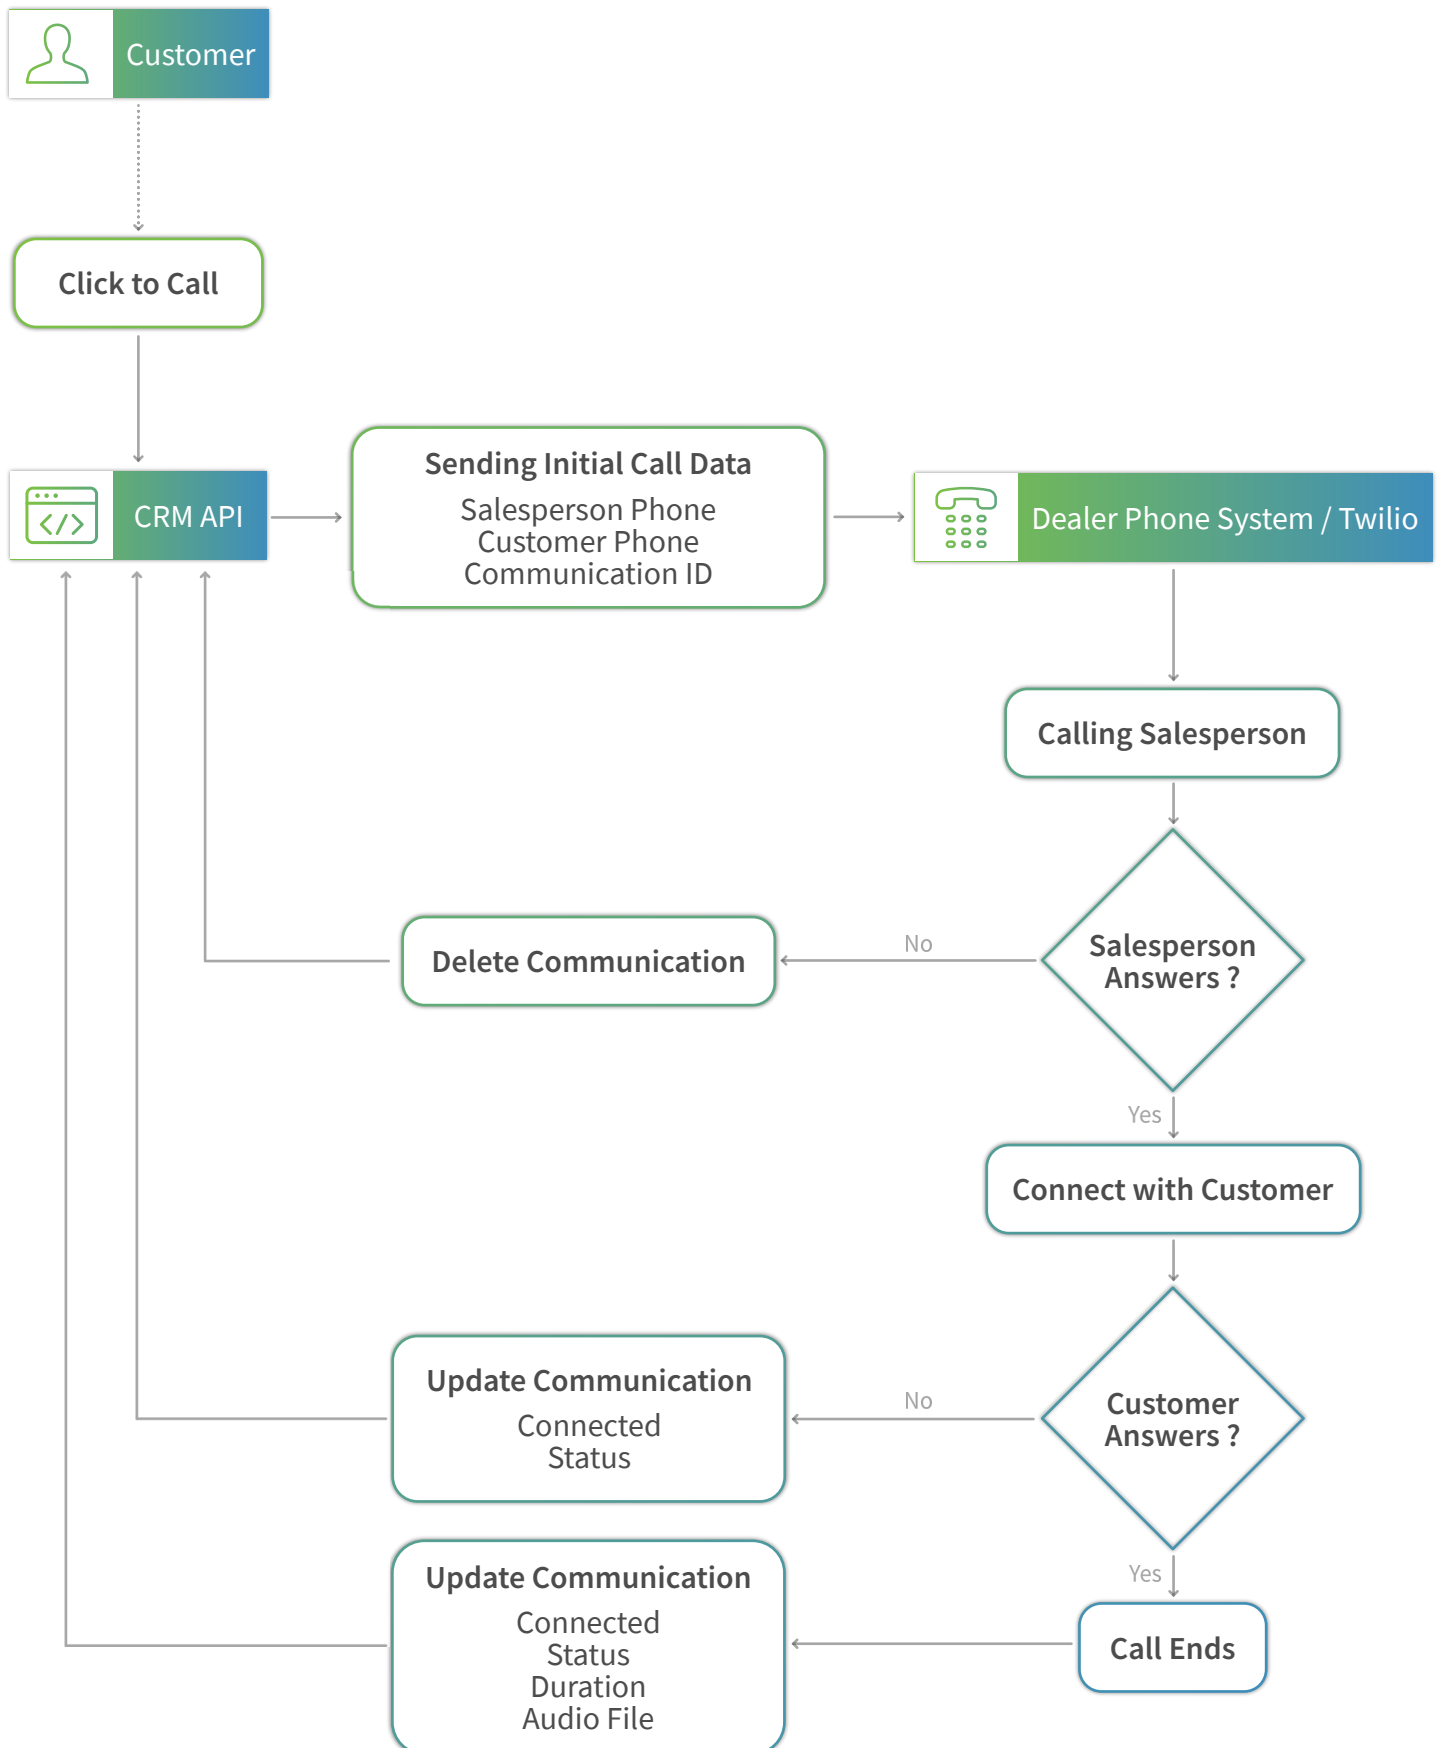 Customer
Click to Call
CRM API
Sending Initial Call Data
Salesperson Phone
Customer Phone
Communication ID
Dealer Phone System / Twilio
Calling Salesperson
Salesperson
Answers ?
No
Delete Communication
Yes
Connect with Customer
Customer
Answers ?
No
Update Communication
Connected
Status
Yes
Call Ends
Update Communication
Connected
Status
Duration
Audio File